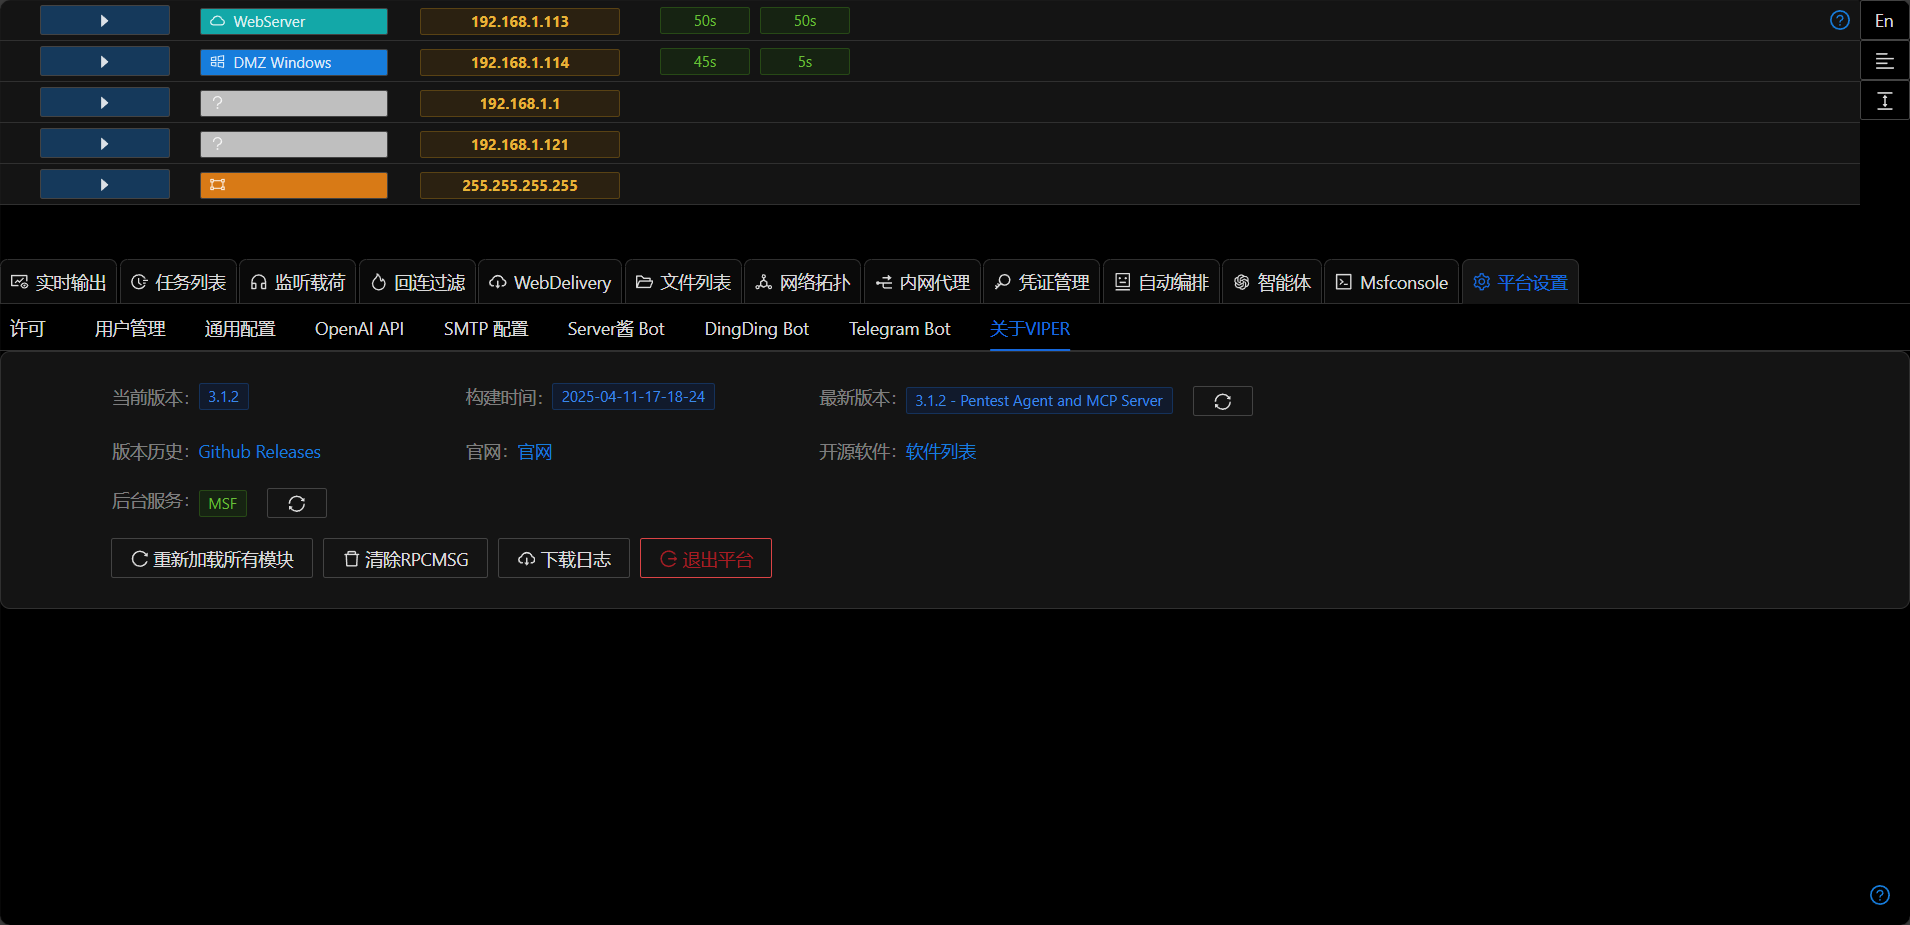 WebServer 192.168.1.113 50s 50s En
DMZ Windows 192.168.1.114 45s 5s
? 192.168.1.1
? 192.168.1.121
255.255.255.255
实时输出 任务列表 监听载荷 回连过滤 WebDelivery 文件列表 网络拓扑 内网代理 凭证管理 自动编排 智能体 Msfconsole 平台设置
许可 用户管理 通用配置 OpenAI API SMTP 配置 Server酱 Bot DingDing Bot Telegram Bot 关于VIPER
当前版本: 3.1.2 构建时间: 2025-04-11-17-18-24 最新版本: 3.1.2 - Pentest Agent and MCP Server
版本历史: Github Releases 官网: 官网 开源软件: 软件列表
后台服务: MSF
重新加载所有模块 清除RPCMSG 下载日志 退出平台